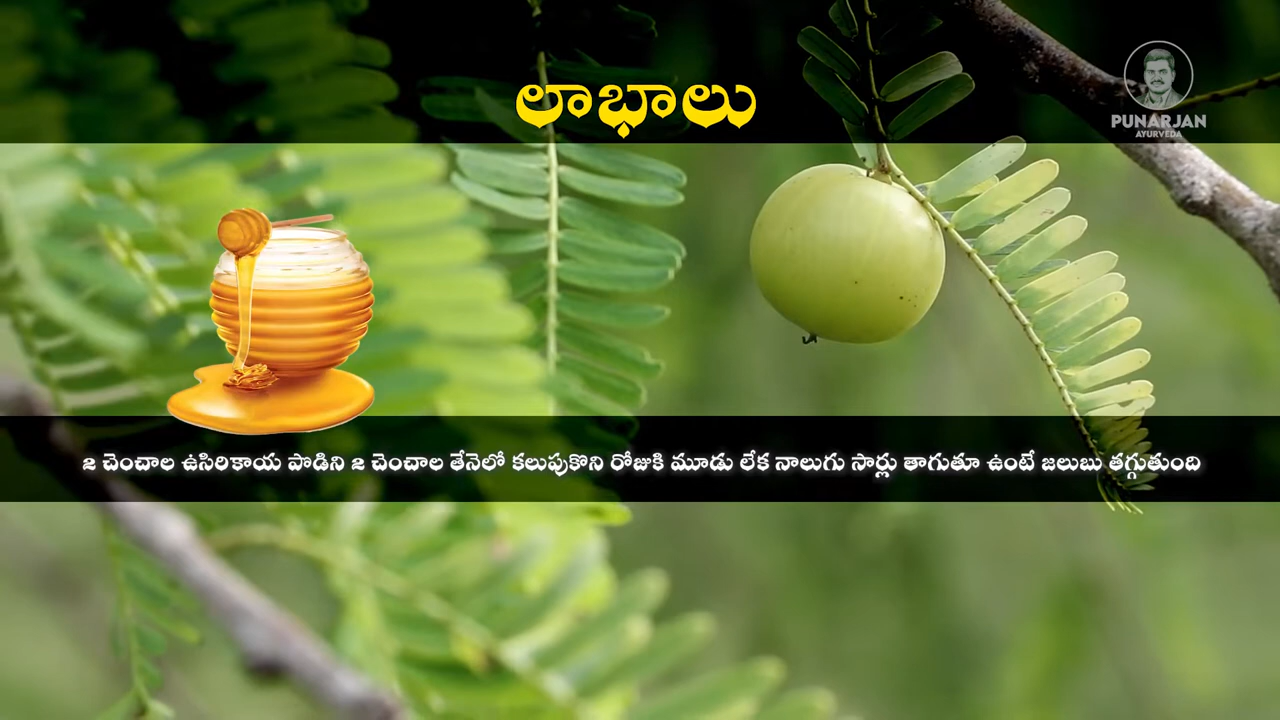 లాభాలు
PUNARJAN
AYURVEDA
2 చెంచాల ఉసిరికాయ పొడిని 2 చెంచాల తేనెలో కలుపుకొని రోజుకి మూడు లేక నాలుగు సార్లు తాగుతూ ఉంటే జలుబు తగ్గుతుంది